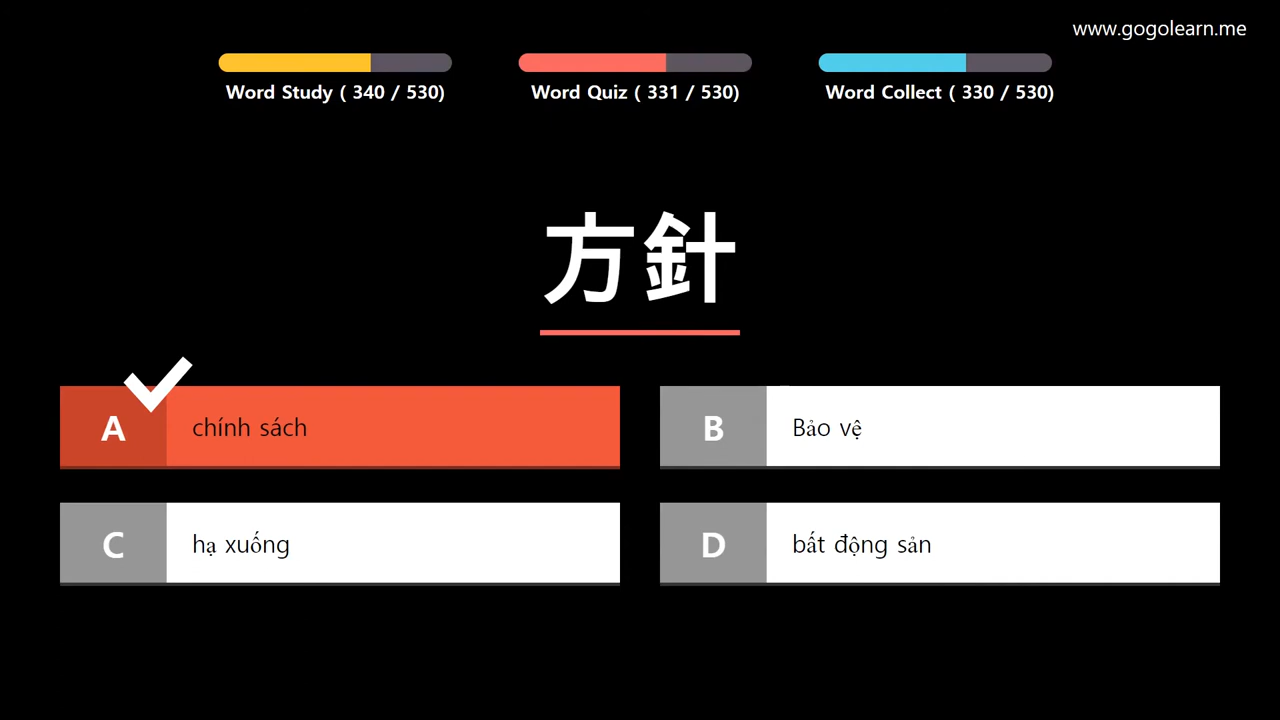 www.gogolearn.me
Word Study ( 340 / 530)
Word Quiz ( 331 / 530)
Word Collect ( 330 / 530)
方針
A chính sách
B Bảo vệ
C hạ xuống
D bất động sản